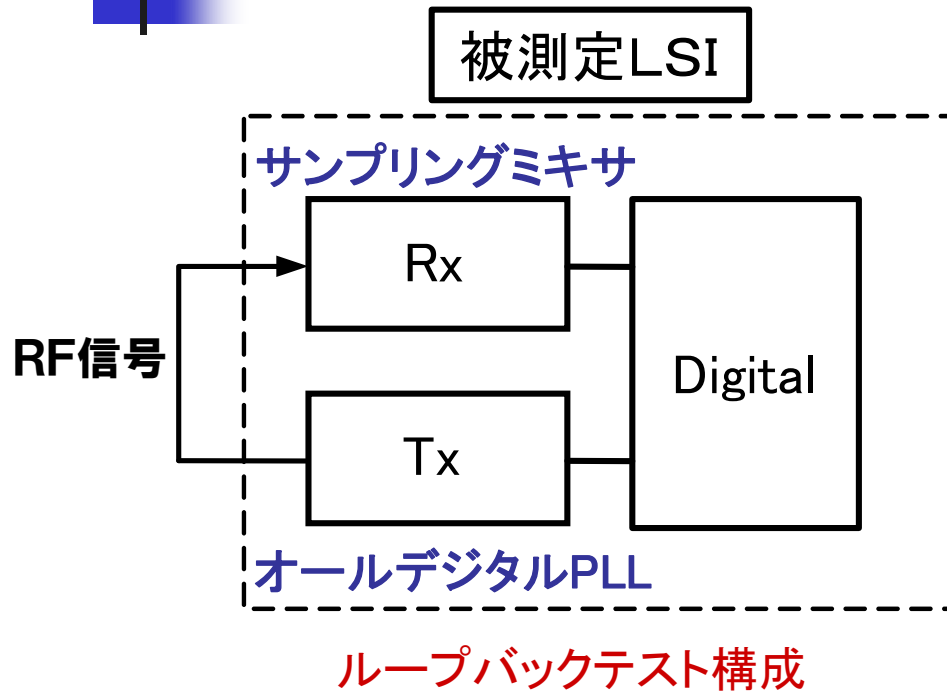 被測定LSI
サンプリングミキサ
Rx
RF信号
Digital
Tx
オールデジタルPLL
ループバックテスト構成